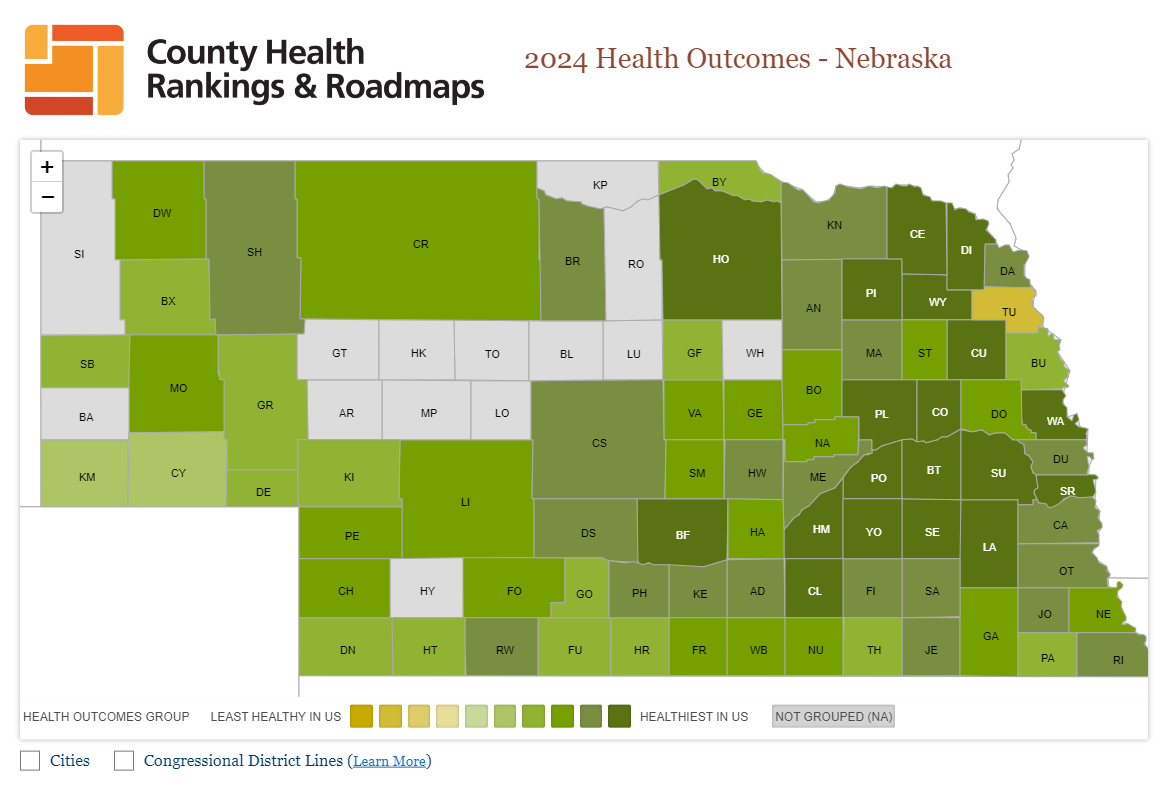 County Health
Rankings & Roadmaps
2024 Health Outcomes - Nebraska
+
−
KP
BY
DW
SH
CR
KN
SI
BR
RO
HO
CE
DI
DA
BX
AN
PI
WY
TU
SB
MO
GR
GT
HK
TO
BL
LU
GF
WH
MA
ST
CU
BU
BA
AR
MP
LO
CS
VA
GE
BO
PL
CO
DO
WA
NA
KM
CY
DE
KI
LI
SM
HW
ME
PO
BT
SU
DU
SR
PE
DS
BF
HA
HM
YO
SE
LA
CA
OT
CH
HY
FO
GO
PH
KE
AD
CL
FI
SA
GA
JO
NE
DN
HT
RW
FU
HR
FR
WB
NU
TH
JE
PA
RI
HEALTH OUTCOMES GROUP LEAST HEALTHY IN US HEALTHIEST IN US NOT GROUPED (NA)
Cities Congressional District Lines (Learn More)